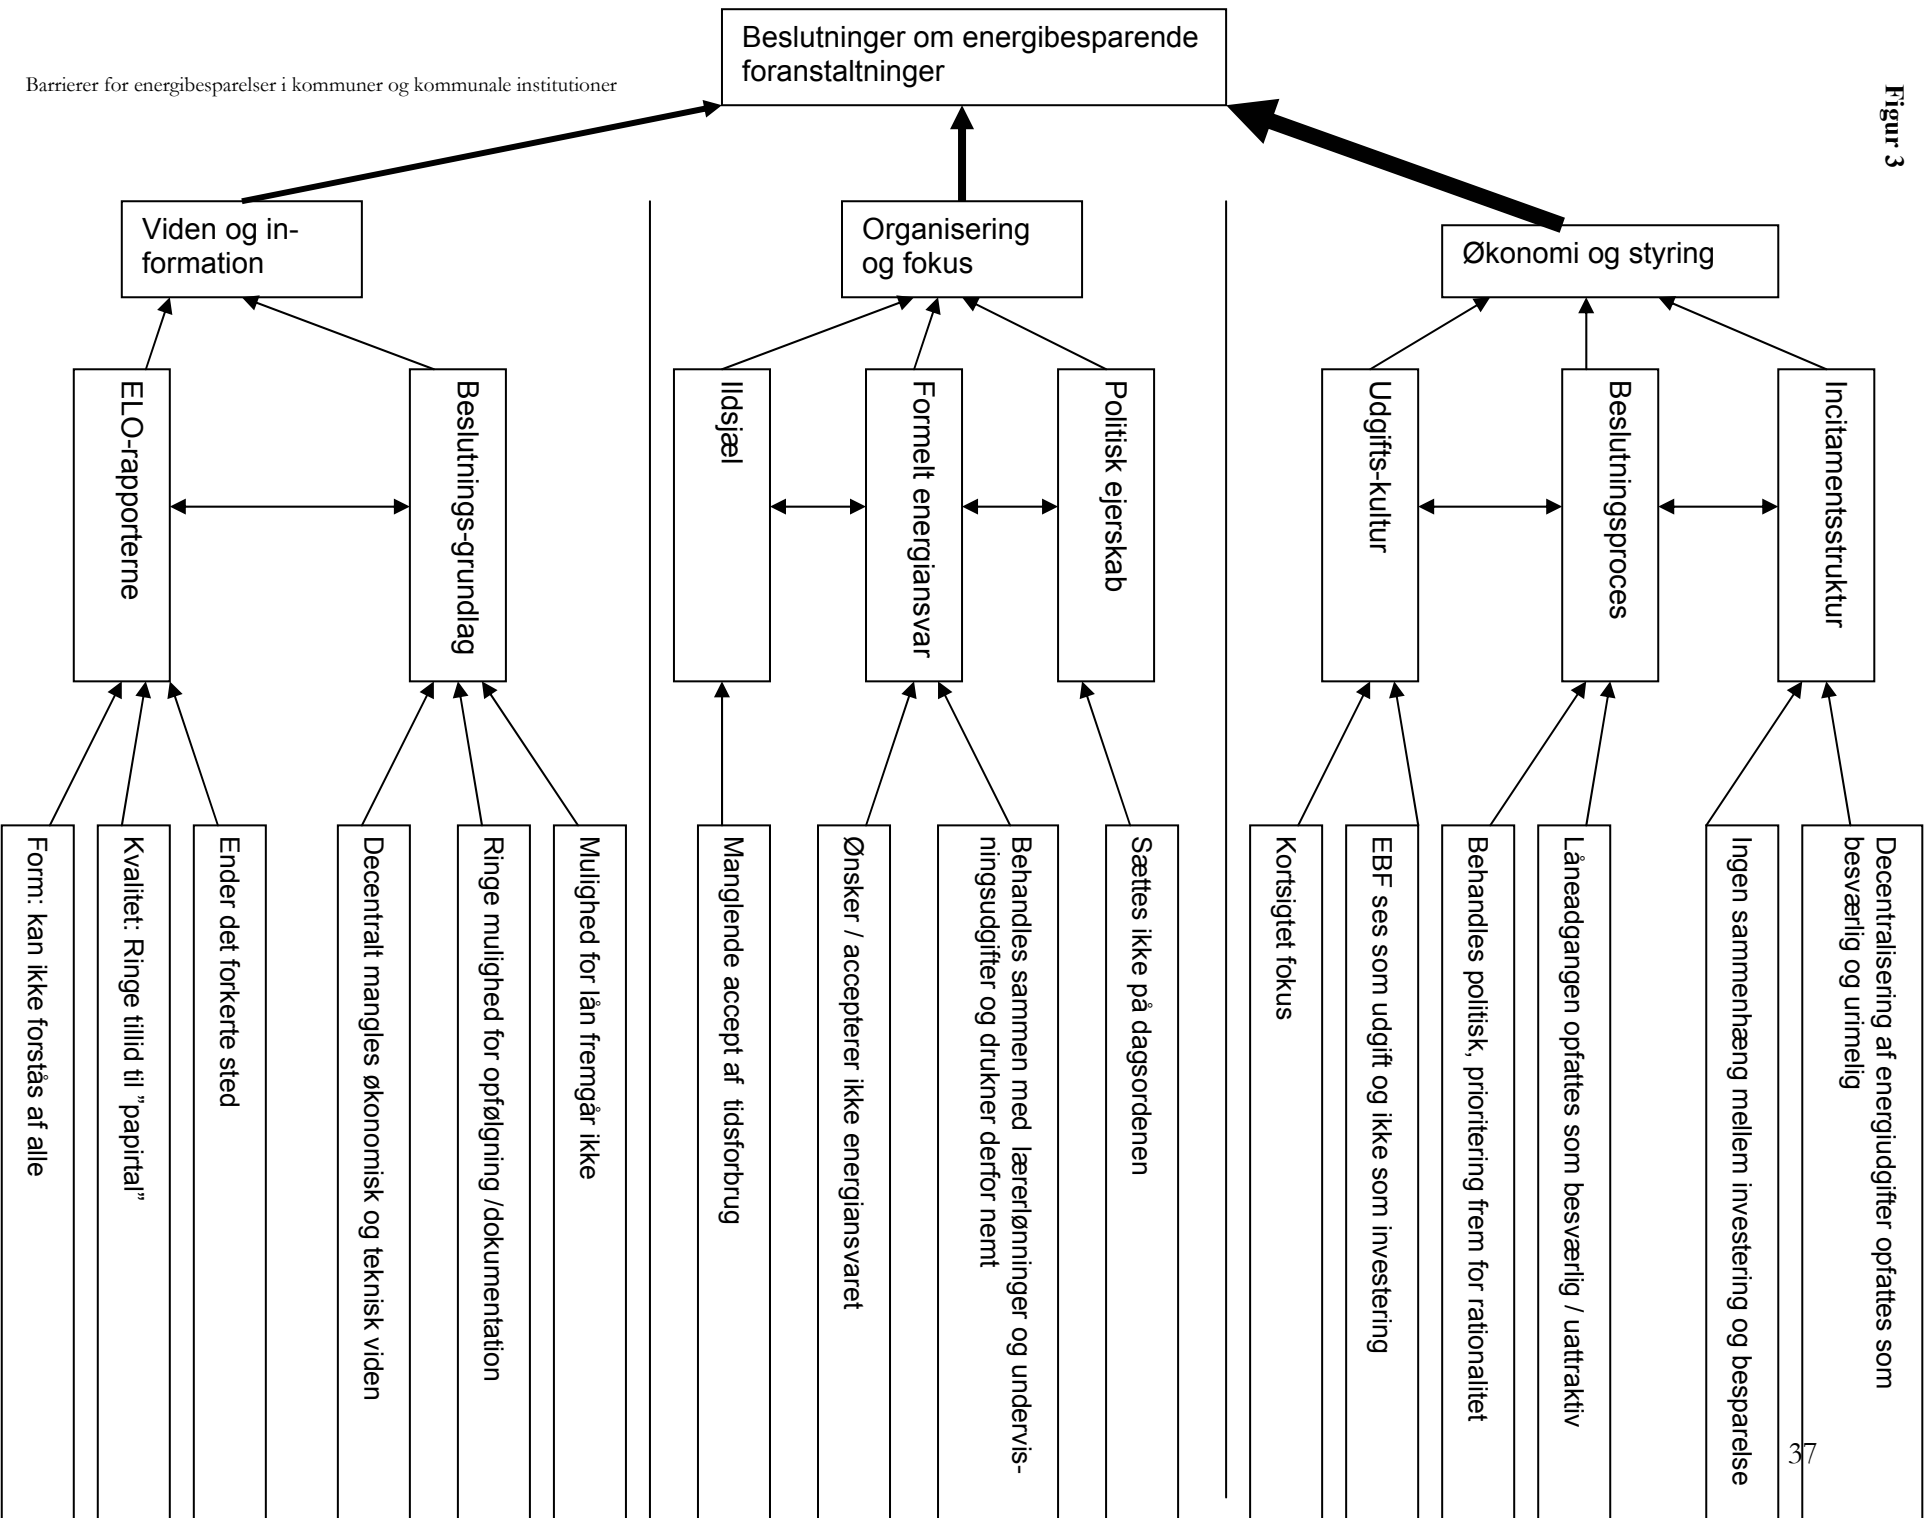 Beslutninger om energibesparende
foranstaltninger
Barrierer for energibesparelser i kommuner og kommunale institutioner
Figur 3
Viden og in-
formation
Organisering
og fokus
Økonomi og styring
ELO-rapporterne
Beslutnings-grundlag
Ildsjæl
Formelt energiansvar
Politisk ejerskab
Udgifts-kultur
Beslutningsproces
Incitamentsstruktur
Form: kan ikke forstås af alle
Kvalitet: Ringe tillid til ”papirtal”
Ender det forkerte sted
Decentralt mangles økonomisk og teknisk viden
Ringe mulighed for opfølgning /dokumentation
Mulighed for lån fremgår ikke
Manglende accept af tidsforbrug
Ønsker / accepterer ikke energiansvaret
Behandles sammen med lærerlønninger og undervis-
ningsudgifter og drukner derfor nemt
Sættes ikke på dagsordenen
Kortsigtet fokus
EBF ses som udgift og ikke som investering
Behandles politisk, prioritering frem for rationalitet
Låneadgangen opfattes som besværlig / uattraktiv
Ingen sammenhæng mellem investering og besparelse
Decentralisering af energiudgifter opfattes som
besværlig og urimelig
37